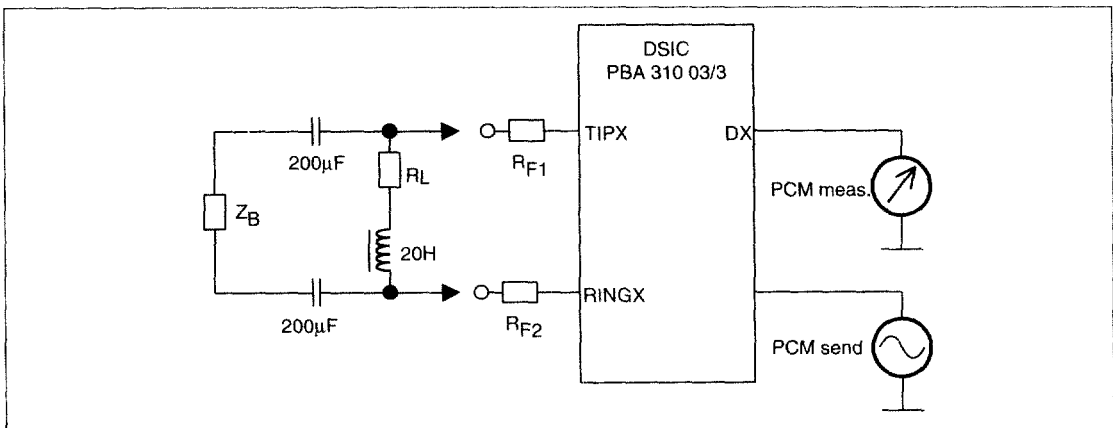 DSIC
PBA 310 03/3
TIPX
DX
200µF
RF1
RL
PCM meas.
ZB
20H
RINGX
200µF
RF2
PCM send